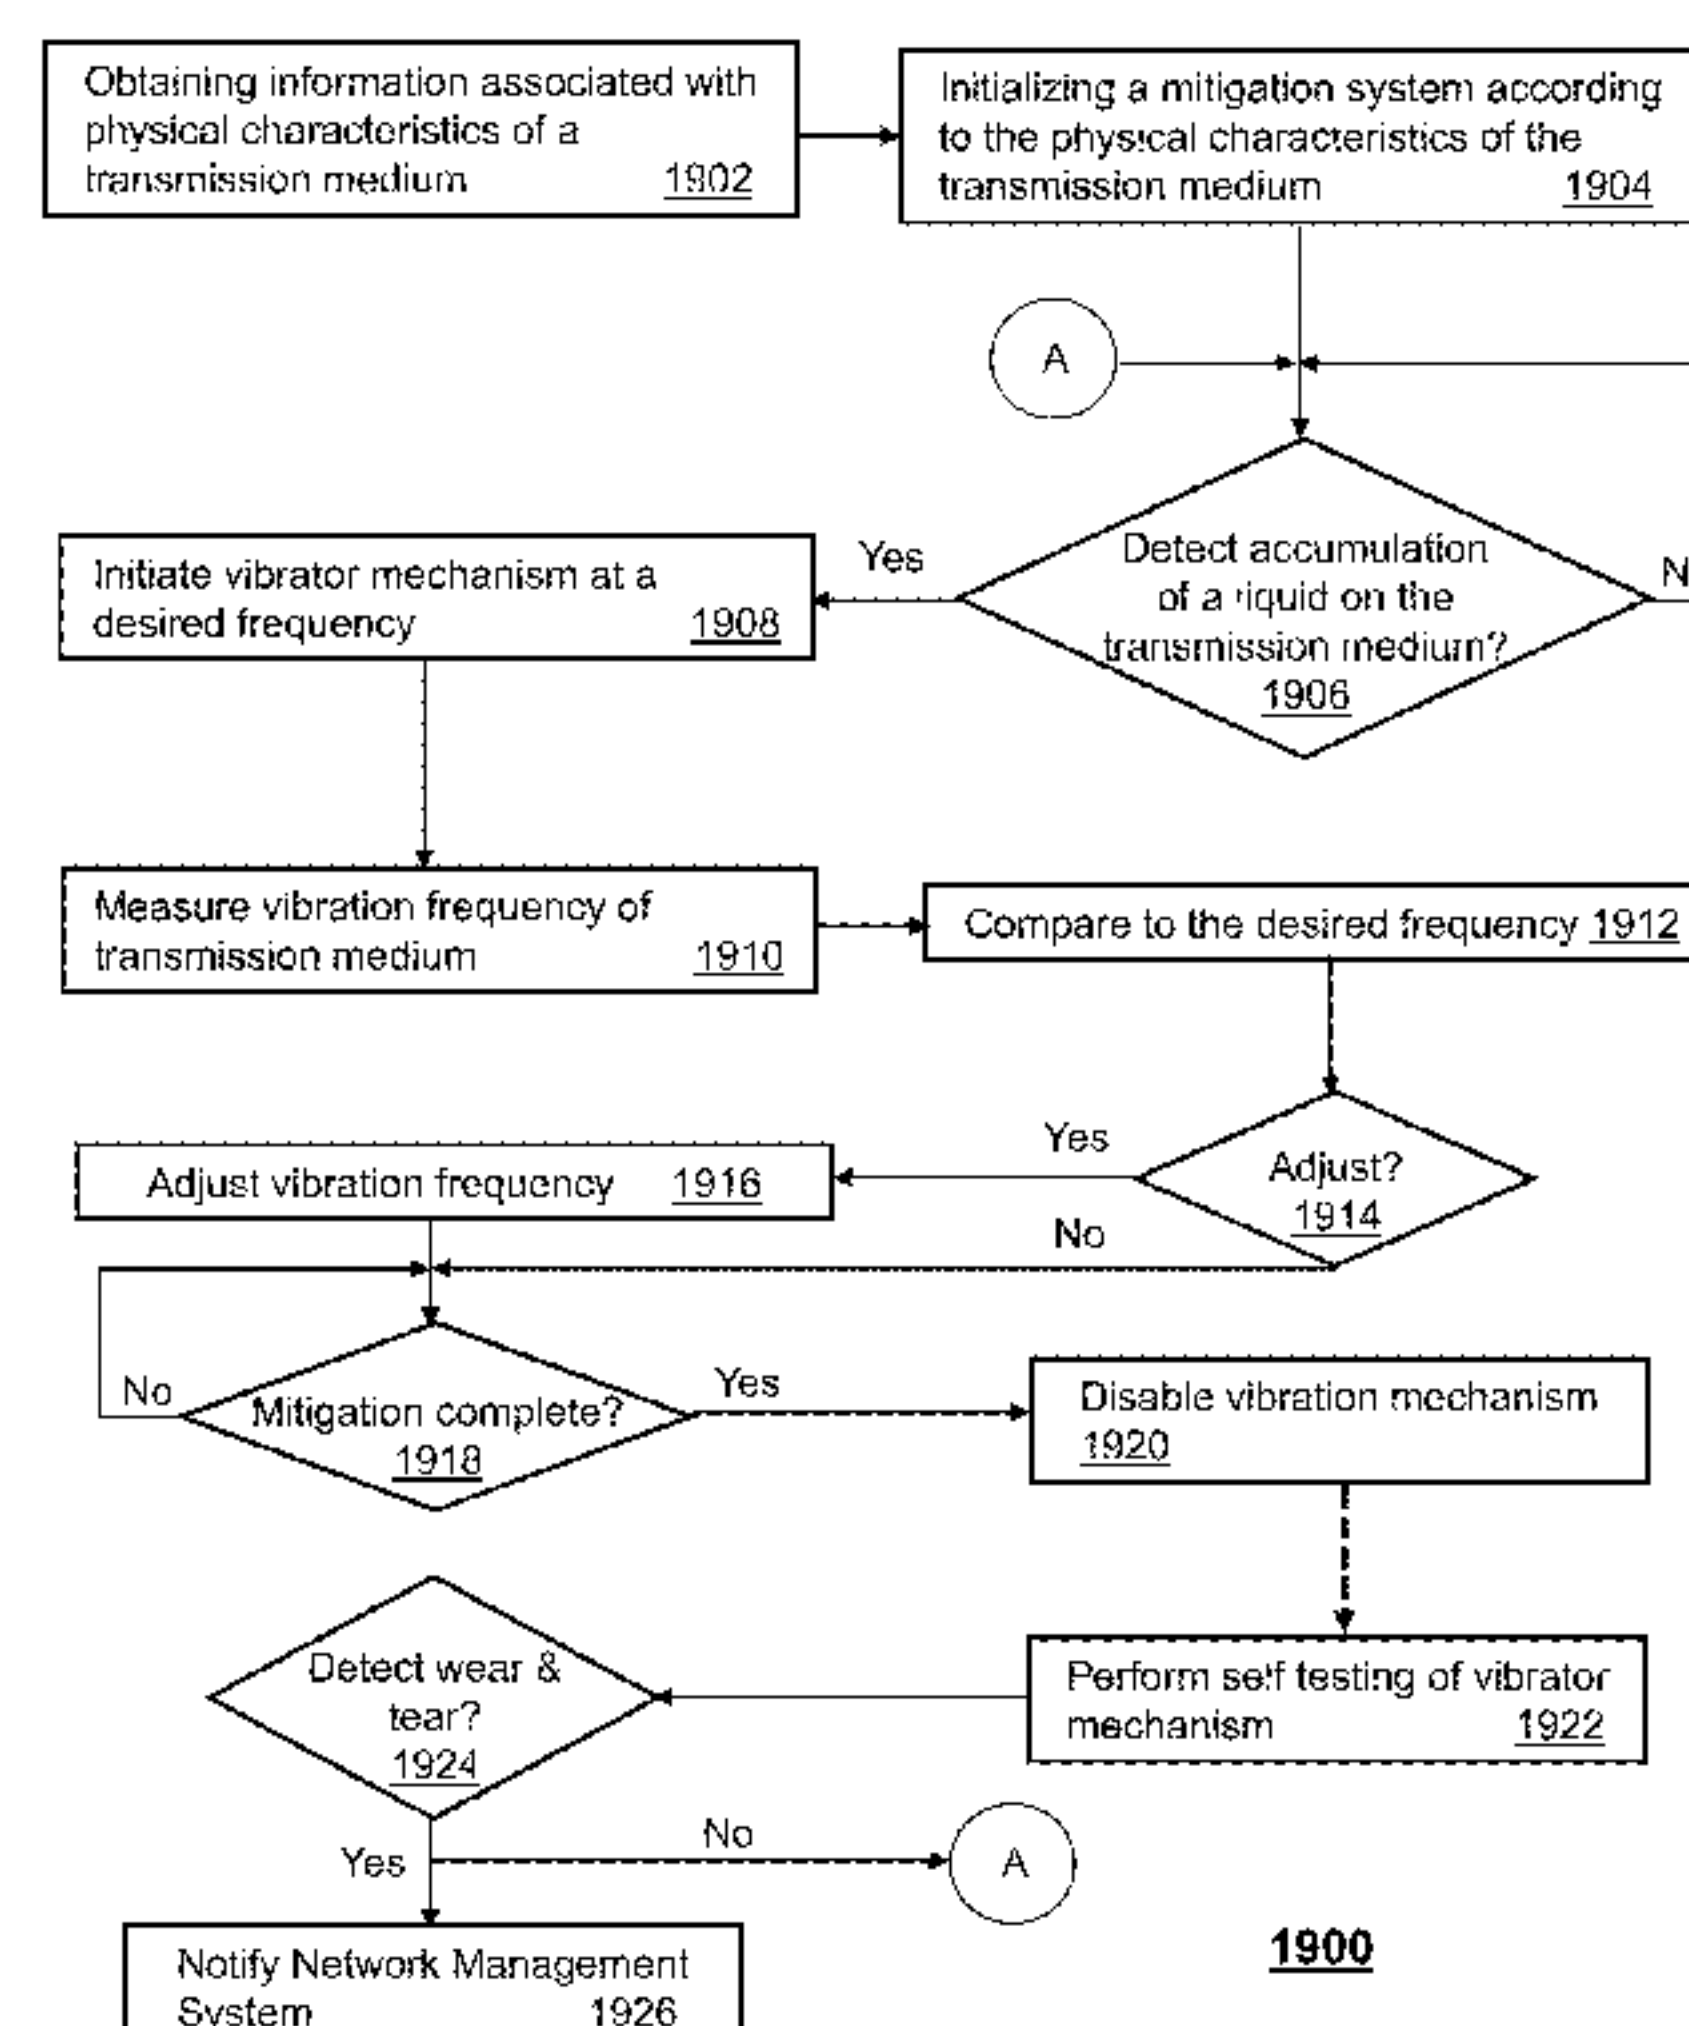 Obtaining information associated with
physical characteristics of a
transmission medium 1902
Initializing a mitigation system according
to the physical characteristics of the
transmission medium 1904
A
Detect accumulation
of a liquid on the
transmission medium?
1906
Yes
N
Initiate vibrator mechanism at a
desired frequency 1908
Measure vibration frequency of
transmission medium 1910
Compare to the desired frequency 1912
Adjust?
1914
Yes
No
Adjust vibration frequency 1916
Mitigation complete?
1918
No
Yes
Disable vibration mechanism
1920
Perform self testing of vibrator
mechanism 1922
Detect wear &
tear?
1924
No
Yes
A
Notify Network Management
System 1926
1900